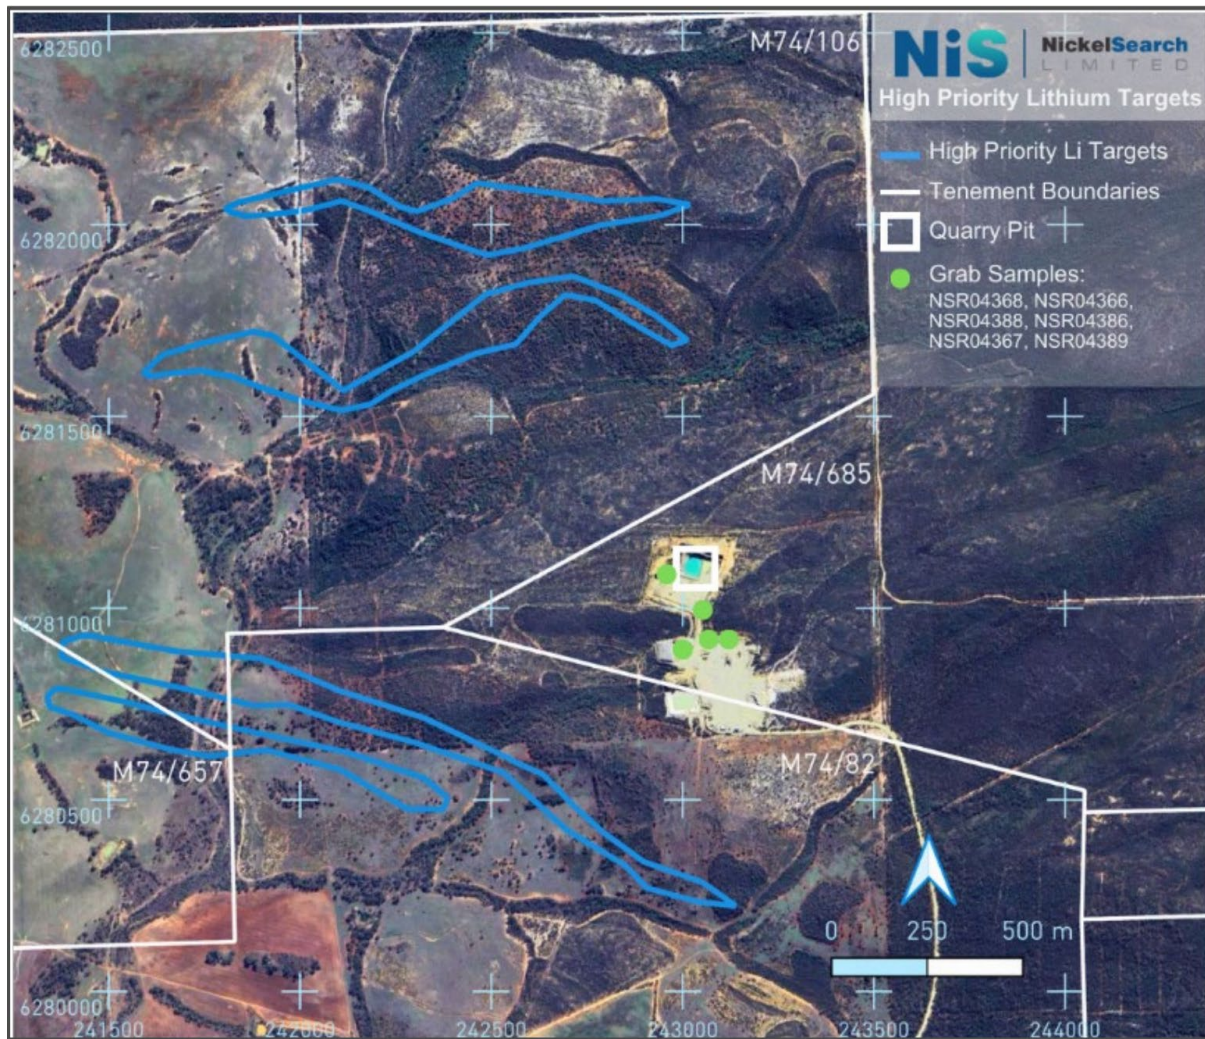 6282500
M74/106
NiS
NickelSearch
LIMITED
High Priority Lithium Targets
High Priority Li Targets
Tenement Boundaries
Quarry Pit
Grab Samples:
NSR04368, NSR04366,
NSR04388, NSR04386,
NSR04367, NSR04389
6282000
6281500
M74/685
6281000
M74/657
M74/82
6280500
0 250 500 m
6280000
241500 242000 242500 243000 243500 244000